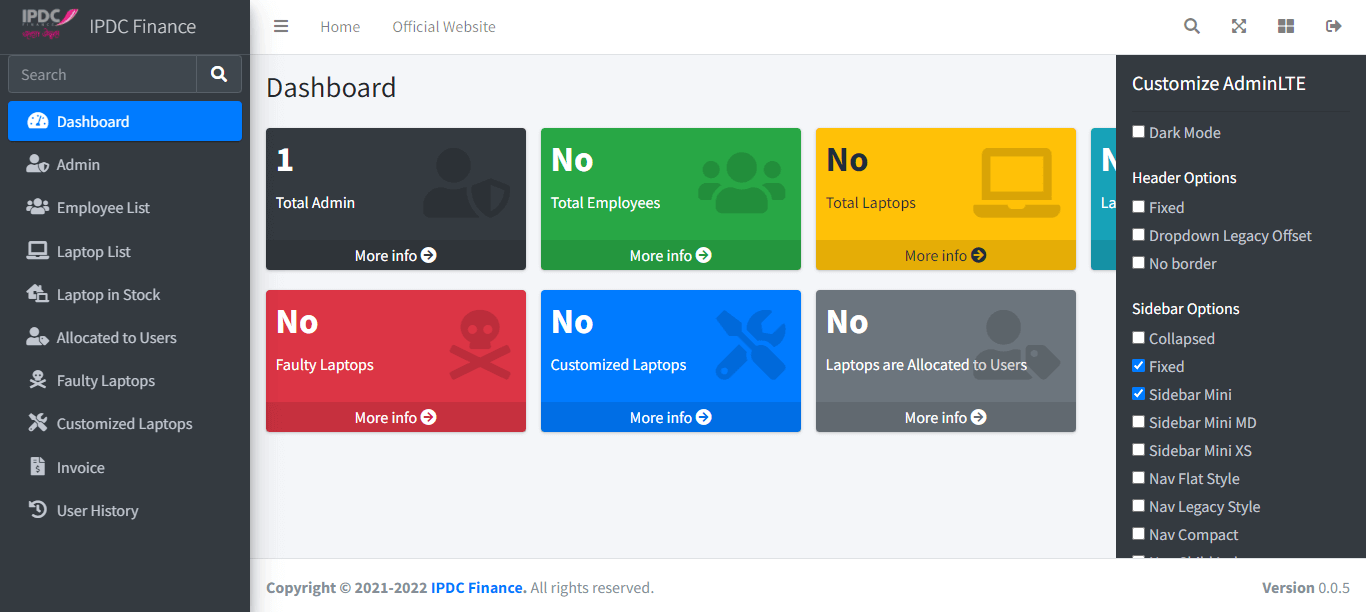 IPDC
FINANCE
IPDC Finance
Home
Official Website
Search
Dashboard
Admin
Employee List
Laptop List
Laptop in Stock
Allocated to Users
Faulty Laptops
Customized Laptops
Invoice
User History
Dashboard
1
Total Admin
More info
No
Total Employees
More info
No
Total Laptops
More info
No
Faulty Laptops
More info
No
Customized Laptops
More info
No
Laptops are Allocated to Users
More info
Customize AdminLTE
Dark Mode
Header Options
Fixed
Dropdown Legacy Offset
No border
Sidebar Options
Collapsed
Fixed
Sidebar Mini
Sidebar Mini MD
Sidebar Mini XS
Nav Flat Style
Nav Legacy Style
Nav Compact
Copyright © 2021-2022 IPDC Finance. All rights reserved.
Version 0.0.5